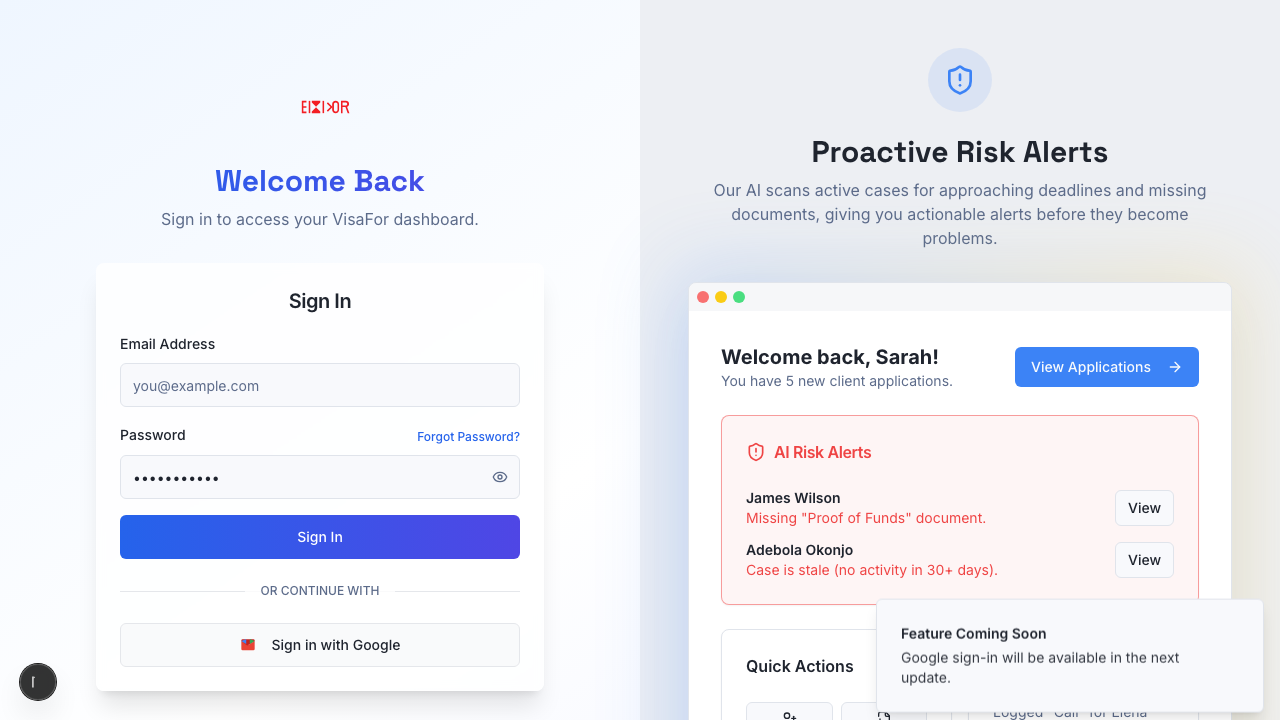 Welcome Back
Sign in to access your VisaFor dashboard.
Sign In
Email Address
you@example.com
Password
Forgot Password?
•••••••••••
Sign In
OR CONTINUE WITH
Sign in with Google
Proactive Risk Alerts
Our AI scans active cases for approaching deadlines and missing
documents, giving you actionable alerts before they become
problems.
Welcome back, Sarah!
You have 5 new client applications.
View Applications
AI Risk Alerts
James Wilson
Missing "Proof of Funds" document.
View
Adebola Okonjo
Case is stale (no activity in 30+ days).
View
Quick Actions
Feature Coming Soon
Google sign-in will be available in the next
update.
Logged "Call" for Elena